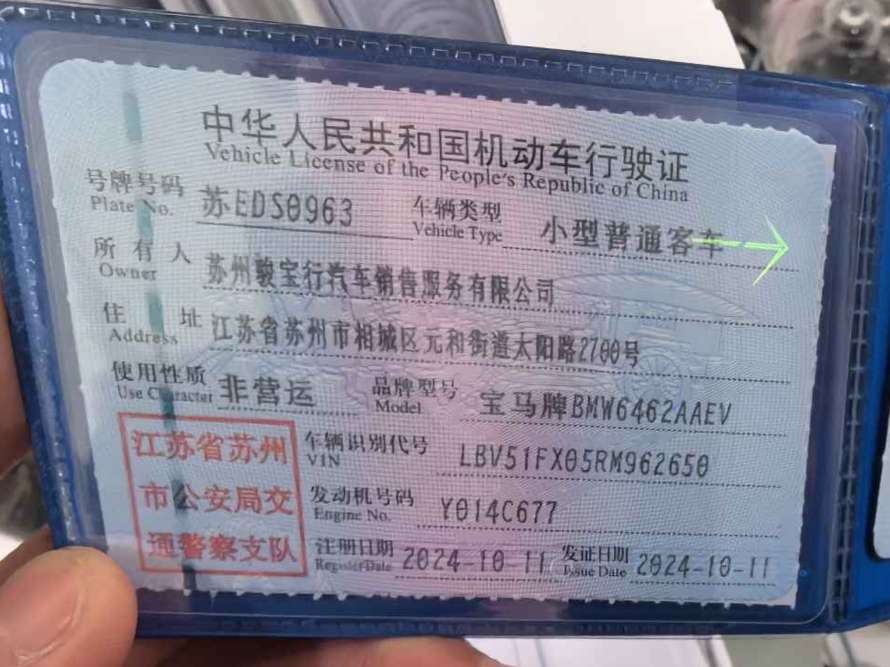 中华人民共和国机动车行驶证
Vehicle License of the People's Republic of China
号牌号码 苏EDS0963 车辆类型 小型普通客车
Plate No. Vehicle Type
所有人 苏州骏宝行汽车销售服务有限公司
Owner
住址 江苏省苏州市相城区元和街道太阳路2700号
Address
使用性质 非营运 品牌型号 宝马牌BMW6462AAEV
Use Character Model
江苏省苏州
市公安局交
通警察支队
车辆识别代号 LBV51FX05RM962650
VIN
发动机号码 Y014C677
Engine No.
注册日期 2024-10-11 发证日期 2024-10-11
Register Date Issue Date